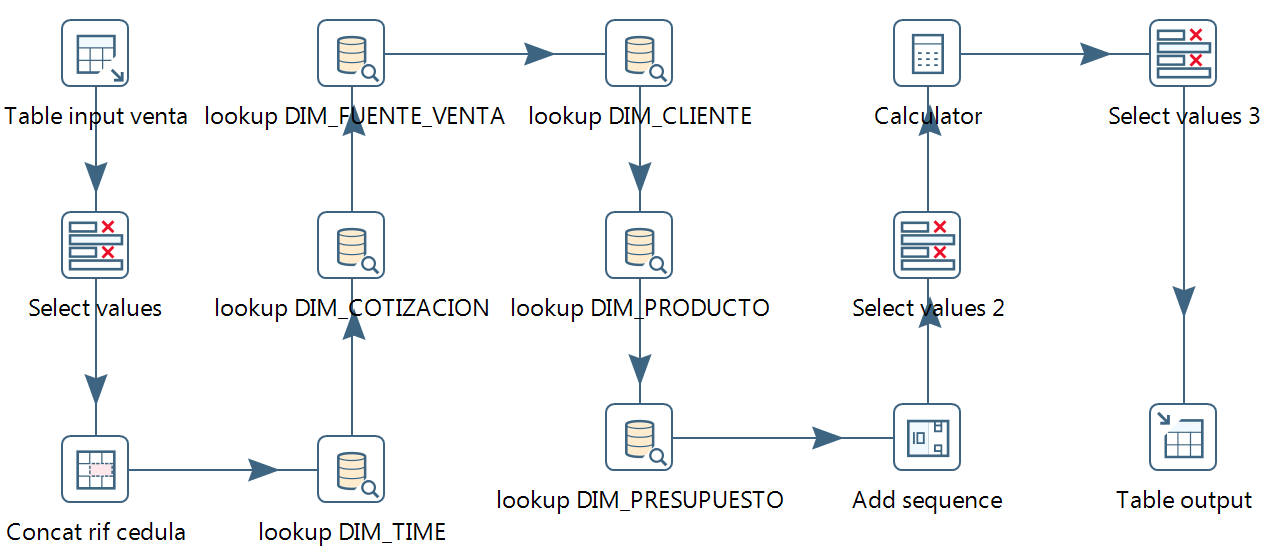 Table input venta
lookup DIM_FUENTE_VENTA
lookup DIM_CLIENTE
Calculator
Select values 3
Select values
lookup DIM_COTIZACION
lookup DIM_PRODUCTO
Select values 2
lookup DIM_PRESUPUESTO
Add sequence
Table output
Concat rif cedula
lookup DIM_TIME